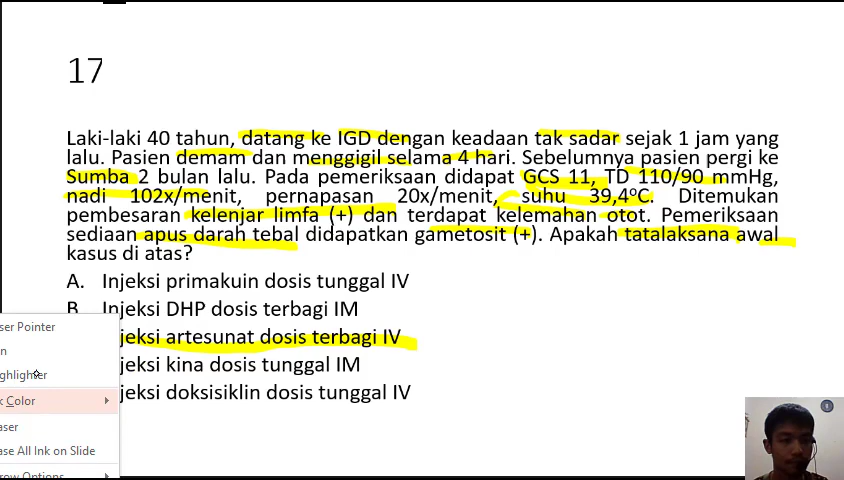 17
Laki-laki 40 tahun, datang ke IGD dengan keadaan tak sadar sejak 1 jam yang
lalu. Pasien demam dan menggigil selama 4 hari. Sebelumnya pasien pergi ke
Sumba 2 bulan lalu. Pada pemeriksaan didapat GCS 11, TD 110/90 mmHg,
nadi 102x/menit, pernapasan 20x/menit, suhu 39,4°C. Ditemukan
pembesaran kelenjar limfa (+) dan terdapat kelemahan otot. Pemeriksaan
sediaan apus darah tebal didapatkan gametosit (+). Apakah tatalaksana awal
kasus di atas?
A. Injeksi primakuin dosis tunggal IV
B. Injeksi DHP dosis terbagi IM
jeksi artesunat dosis terbagi IV
jeksi kina dosis tunggal IM
jeksi doksisiklin dosis tunggal IV
ser Pointer
n
ghlighter
k Color
aser
ase All Ink on Slide
row Options